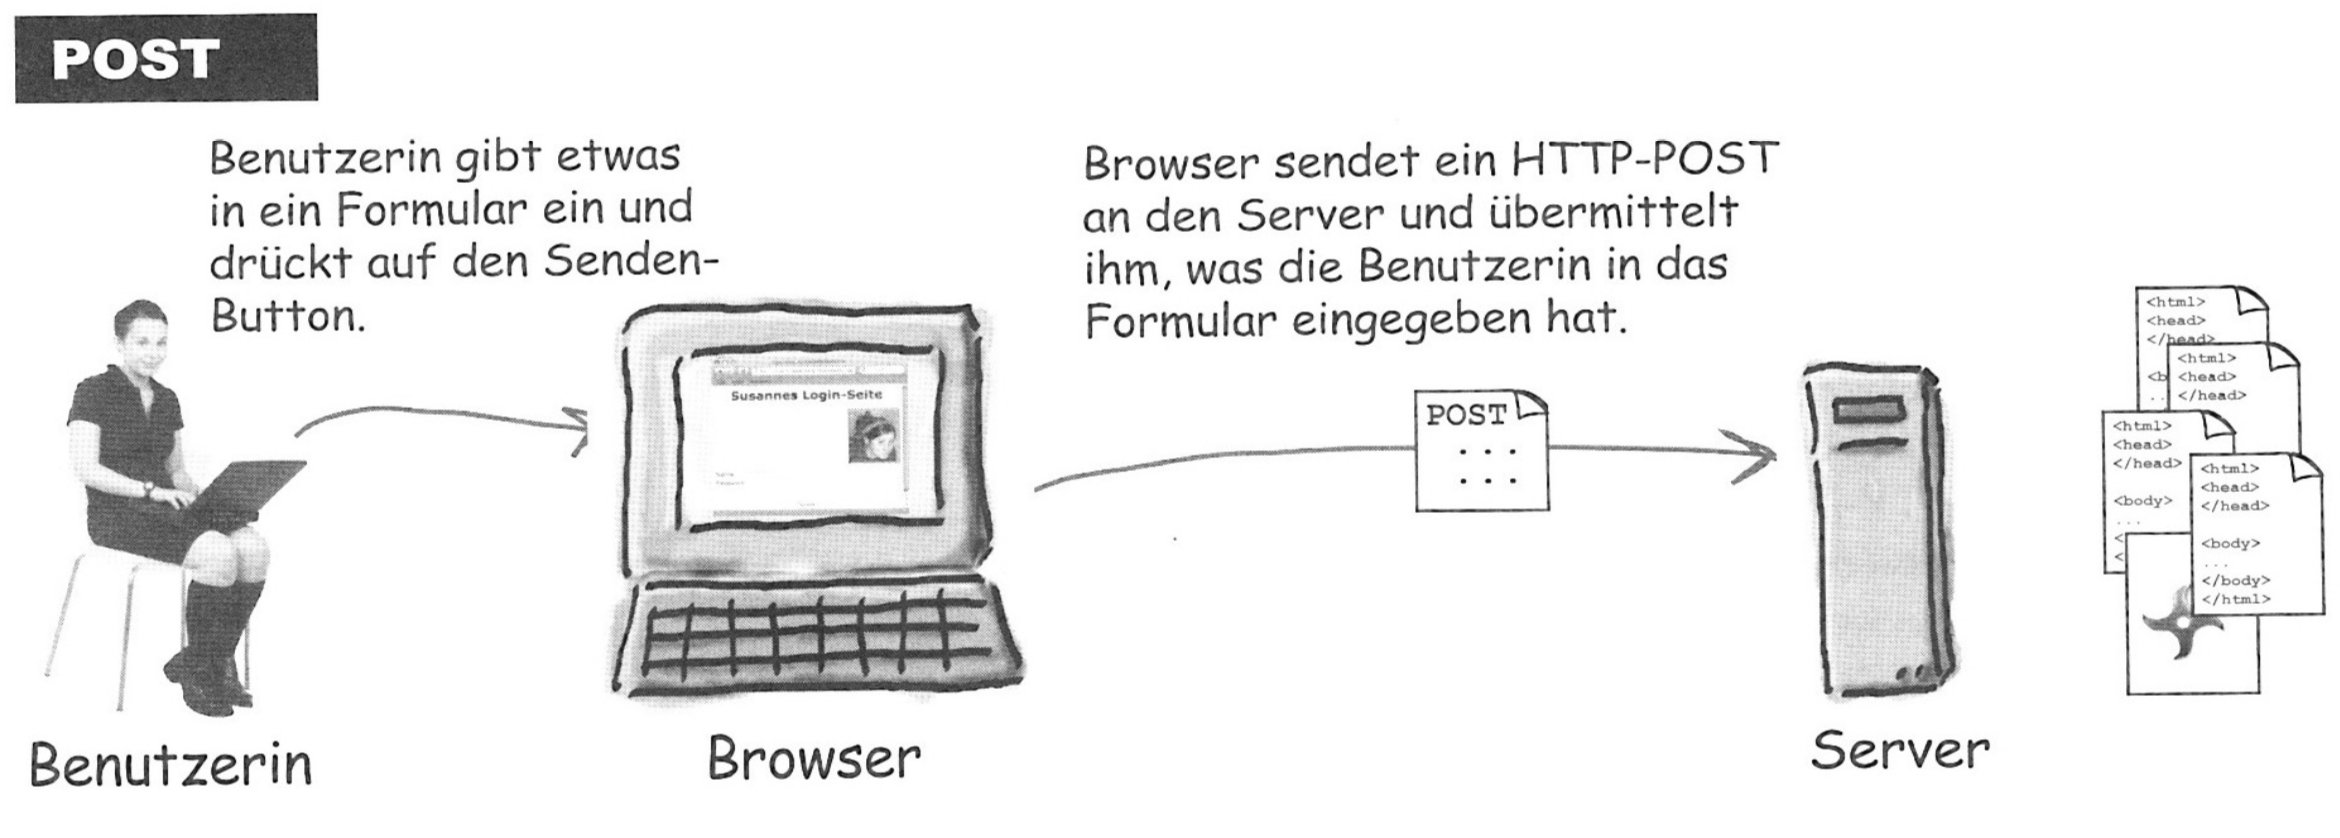 POST
Benutzerin gibt etwas
in ein Formular ein und
drückt auf den Senden-
Button.
Browser sendet ein HTTP-POST
an den Server und übermittelt
ihm, was die Benutzerin in das
Formular eingegeben hat.
Susannes Login-Seite
POST
. . .
. . .
<html>
<head>
</head>
<b
. .
<html>
<head>
</head>
<html>
<head>
</head>
<body>
. . .
<
<
<html>
<head>
</head>
<body>
. . .
</body>
</html>
Benutzerin
Browser
Server